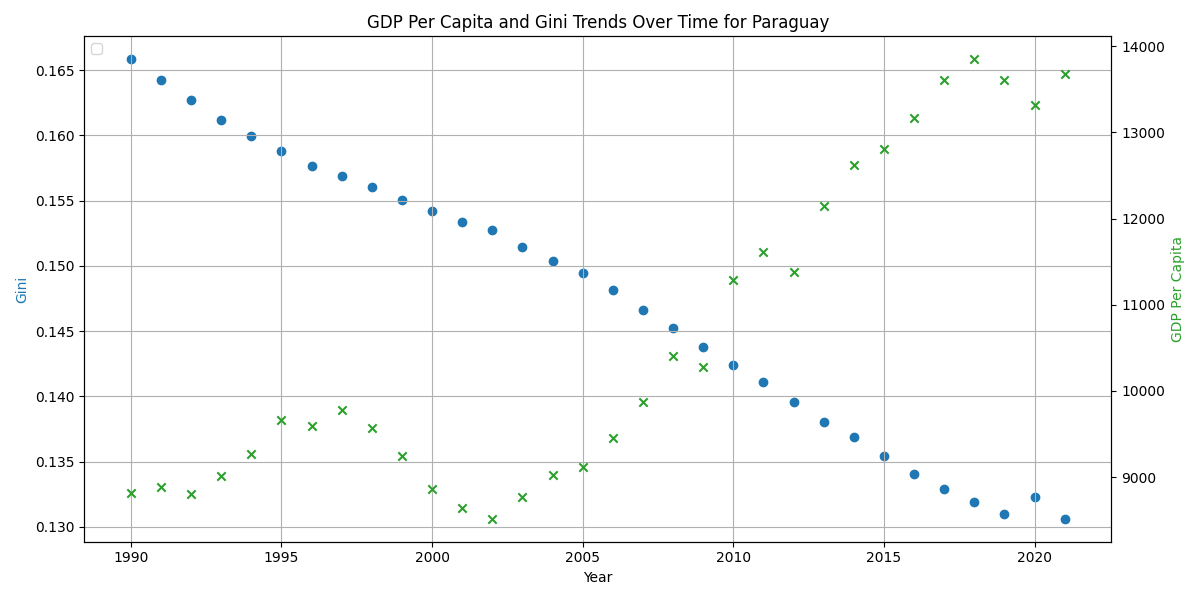 GDP Per Capita and Gini Trends Over Time for Paraguay
Gini
0.165
0.160
0.155
0.150
0.145
0.140
0.135
0.130
14000
13000
12000
11000
10000
9000
GDP Per Capita
1990 1995 2000 2005 2010 2015 2020
Year